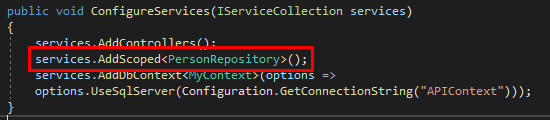 public void ConfigureServices(IServiceCollection services)
{
services.AddControllers();
services.AddScoped<PersonRepository>();
services.AddDbContext<MyContext>(options =>
options.UseSqlServer(Configuration.GetConnectionString("APIContext")));
}